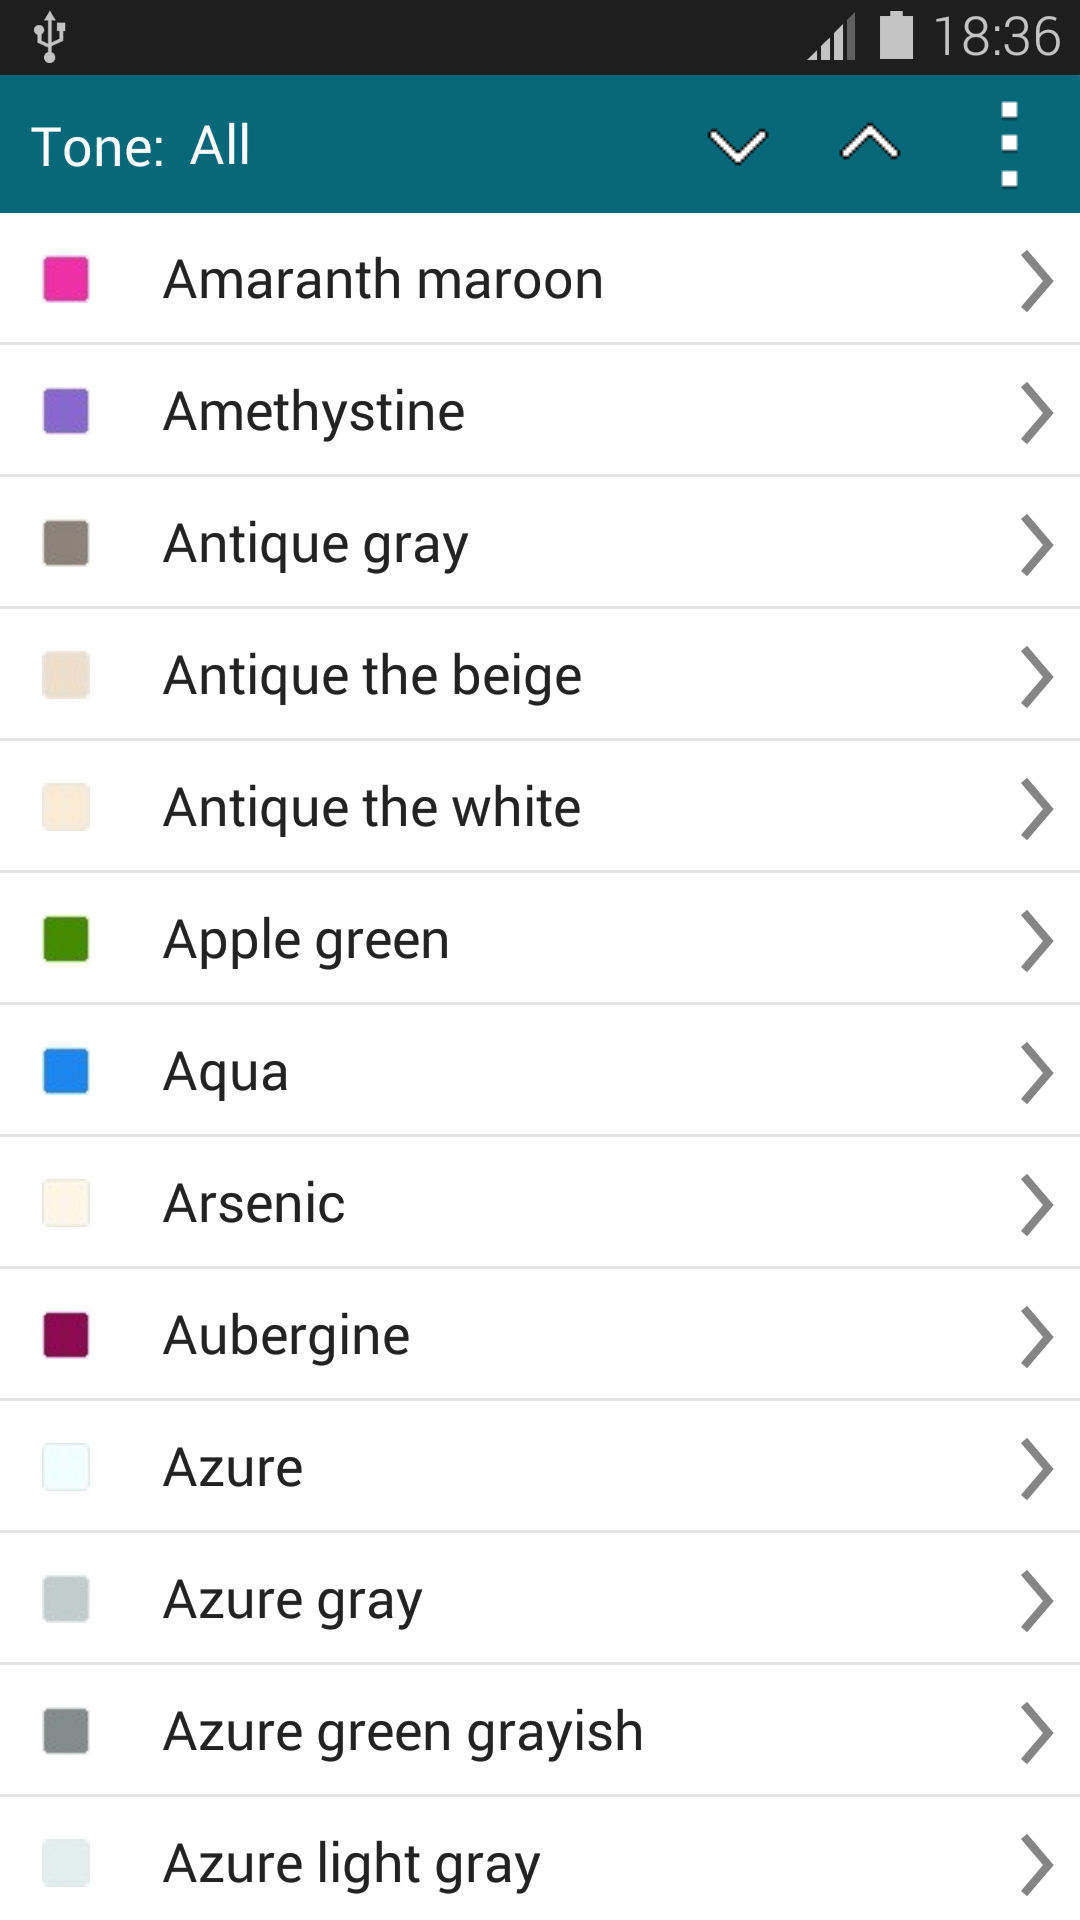 18:36
Tone: All
Amaranth maroon
Amethystine
Antique gray
Antique the beige
Antique the white
Apple green
Aqua
Arsenic
Aubergine
Azure
Azure gray
Azure green grayish
Azure light gray